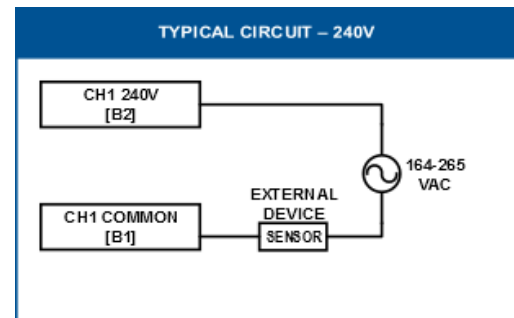 TYPICAL CIRCUIT – 240V
CH1 240V
[B2]
164-265
VAC
EXTERNAL
DEVICE
SENSOR
CH1 COMMON
[B1]